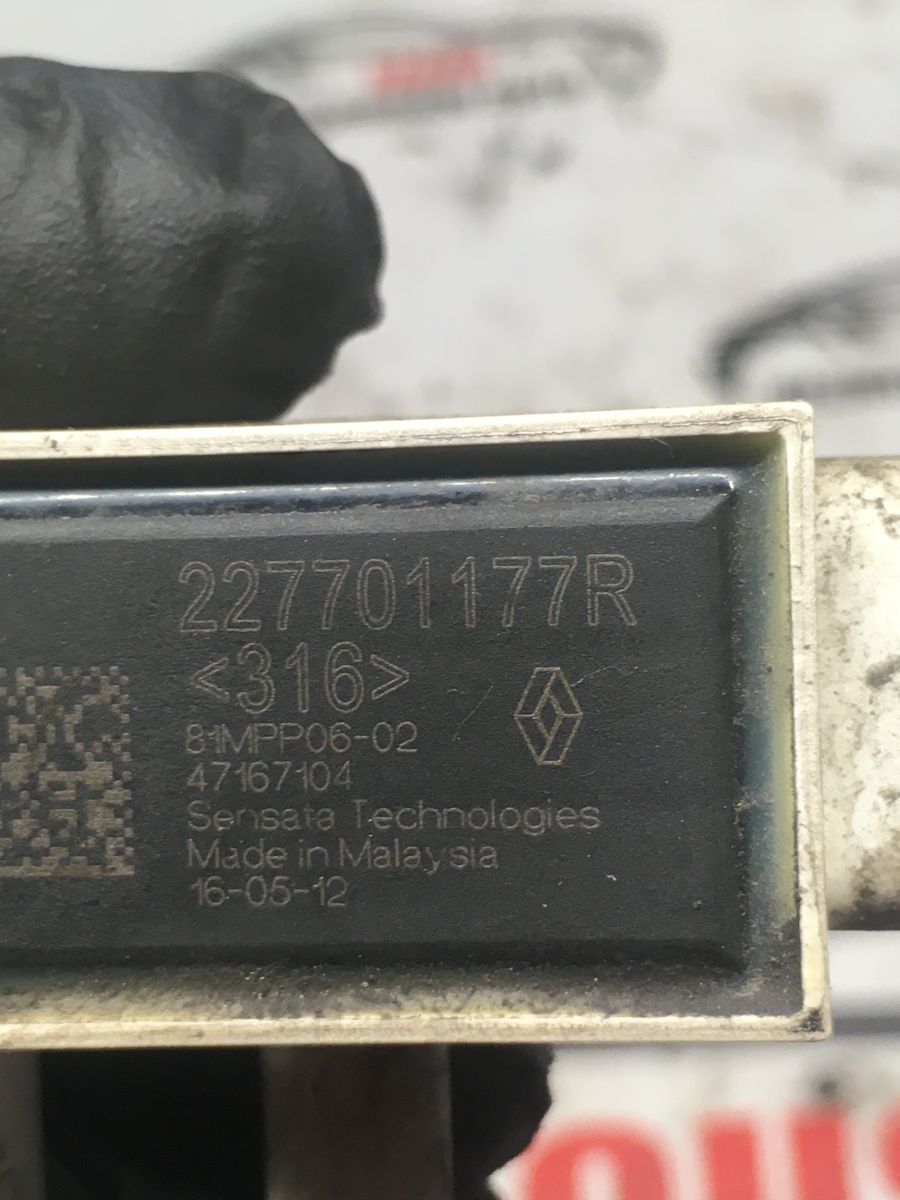 227701177R
<316>
81MPP06-02
47167104
Sensata Technologies
Made in Malaysia
16-05-12